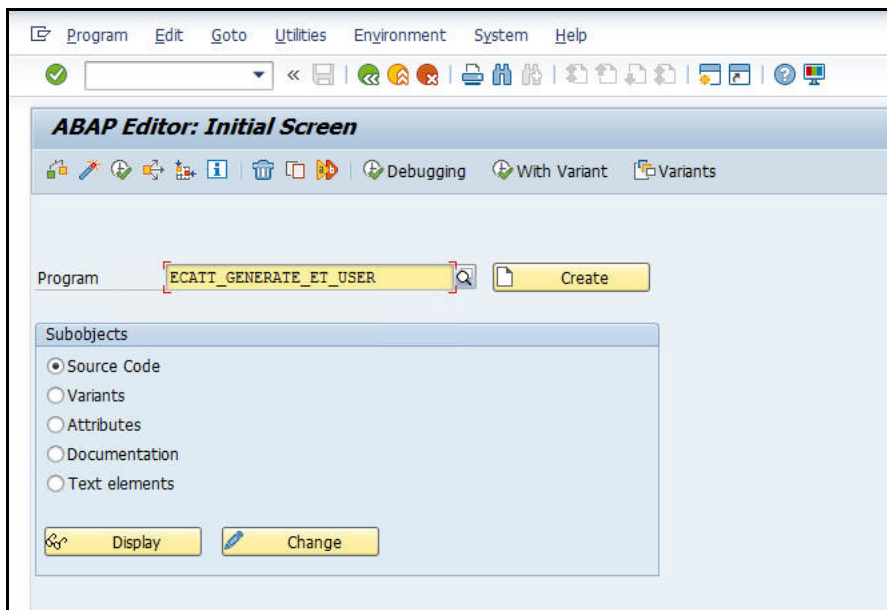 Program Edit Goto Utilities Environment System Help
ABAP Editor: Initial Screen
Debugging With Variant Variants
Program ECATT_GENERATE_ET_USER Create
Subobjects
Source Code
Variants
Attributes
Documentation
Text elements
Display Change